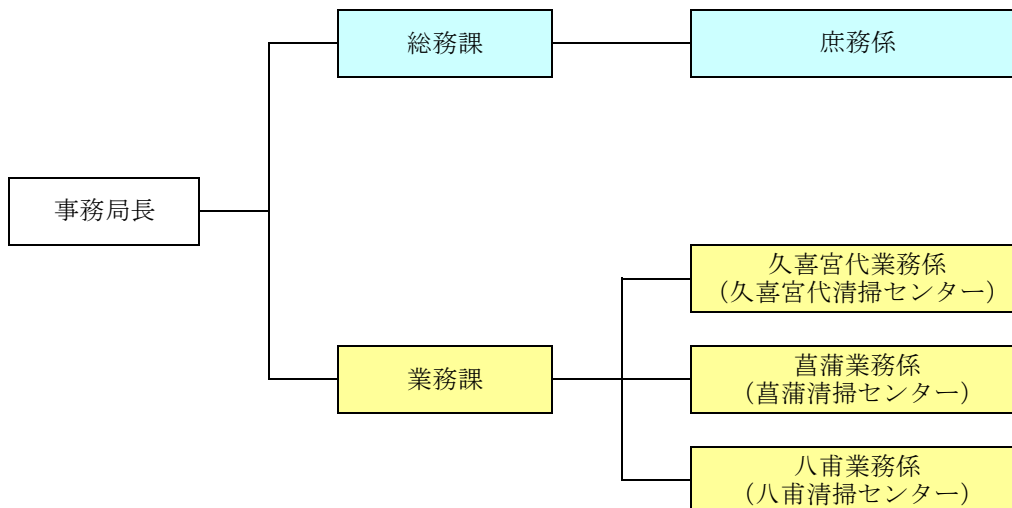 総務課
庶務係
事務局長
久喜宮代業務係
（久喜宮代清掃センター）
業務課
菖蒲業務係
（菖蒲清掃センター）
八甫業務係
（八甫清掃センター）